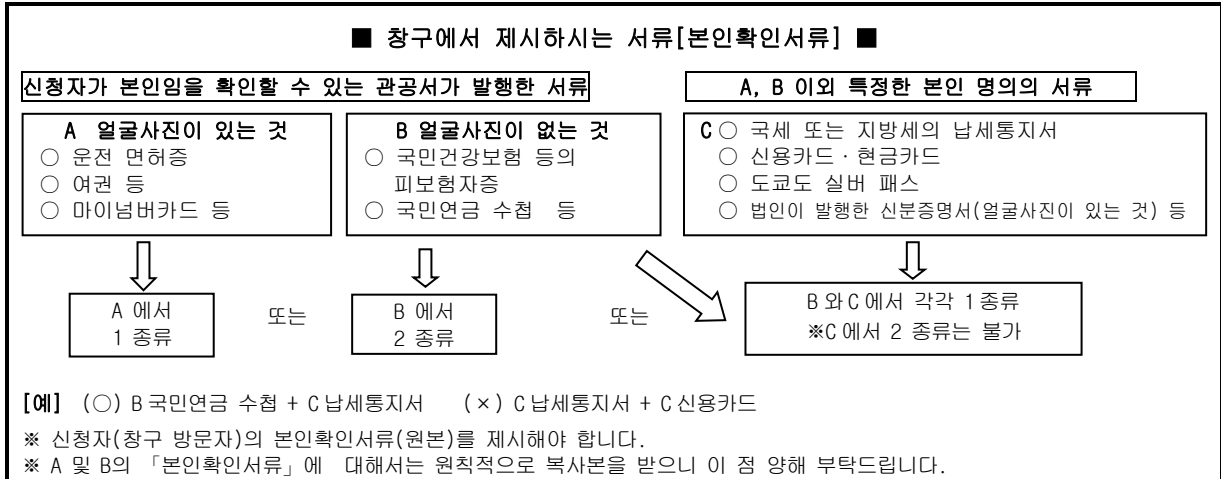 ■ 창구에서 제시하시는 서류[본인확인서류] ■
신청자가 본인임을 확인할 수 있는 관공서가 발행한 서류
A 얼굴사진이 있는 것
○ 운전 면허증
○ 여권 등
○ 마이넘버카드 등
B 얼굴사진이 없는 것
○ 국민건강보험 등의
피보험자증
○ 국민연금 수첩 등
A, B 이외 특정한 본인 명의의 서류
C ○ 국세 또는 지방세의 납세통지서
○ 신용카드 · 현금카드
○ 도쿄도 실버 패스
○ 법인이 발행한 신분증명서(얼굴사진이 있는 것) 등
A 에서
1 종류
또는
B 에서
2 종류
또는
B 와 C 에서 각각 1 종류
※C 에서 2 종류는 불가
[예] (○) B 국민연금 수첩 + C 납세통지서 (×) C 납세통지서 + C 신용카드
※ 신청자(창구 방문자)의 본인확인서류(원본)를 제시해야 합니다.
※ A 및 B의 「본인확인서류」에 대해서는 원칙적으로 복사본을 받으니 이 점 양해 부탁드립니다.